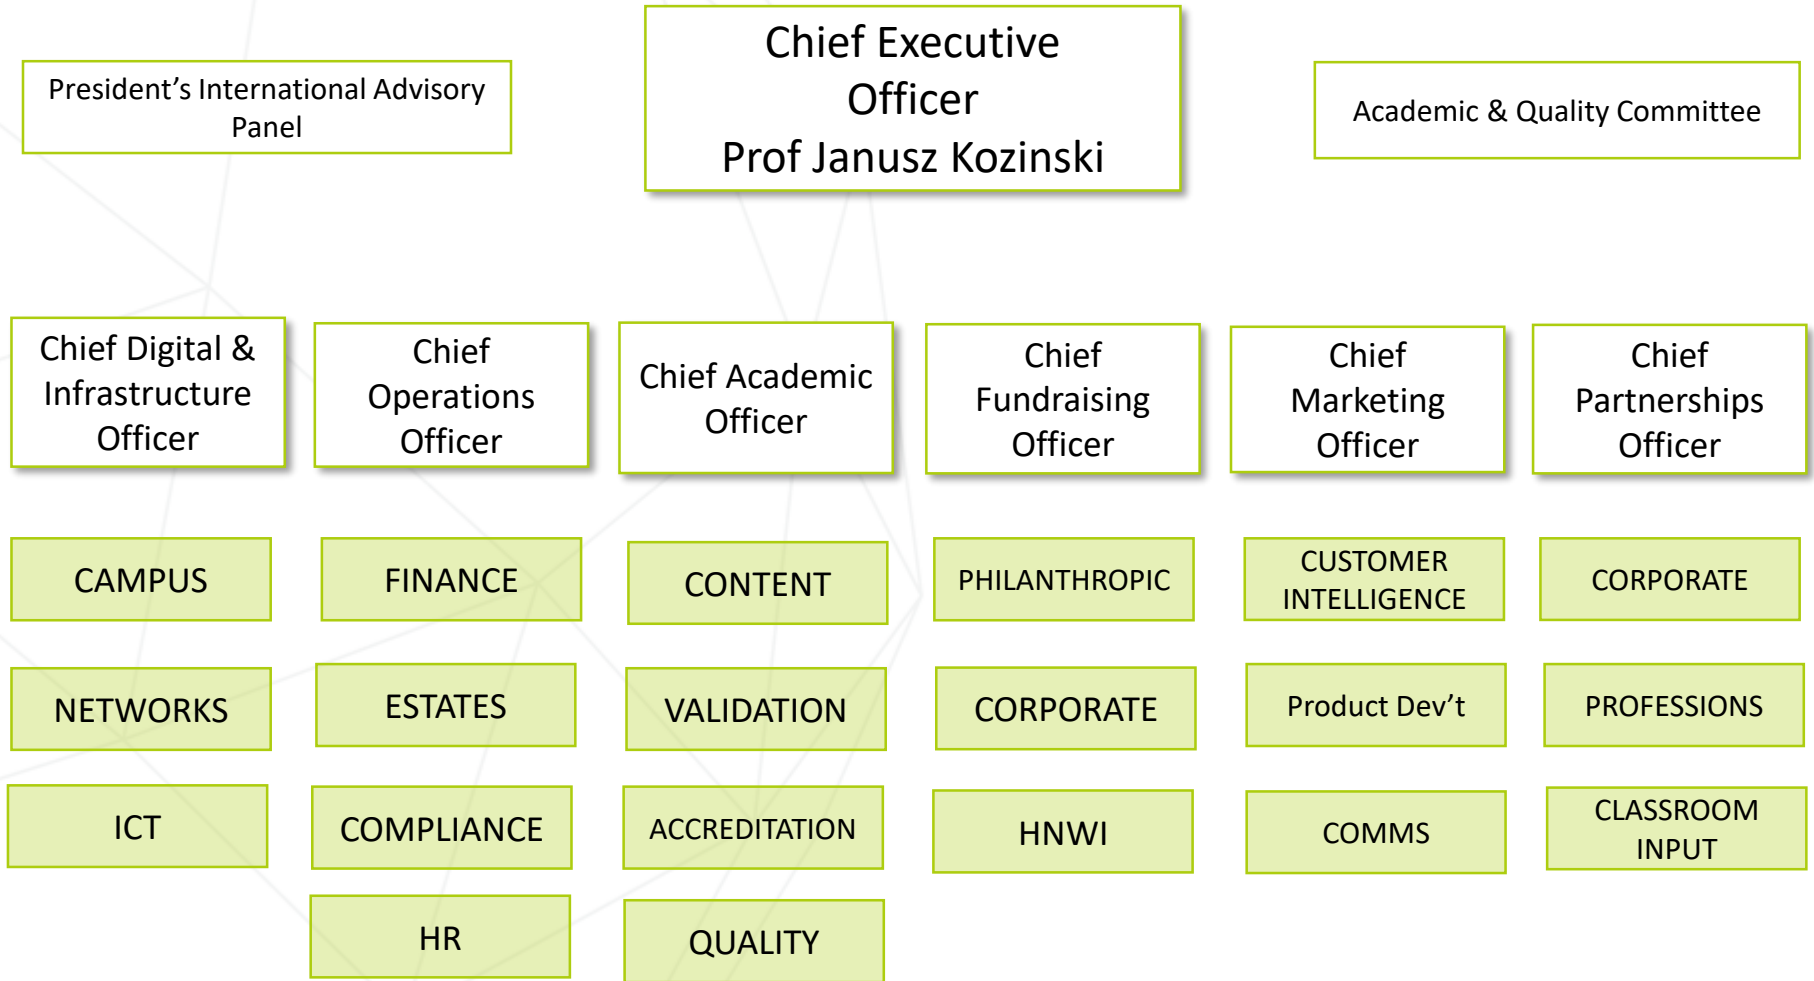 Chief Executive
Officer
Prof Janusz Kozinski
President’s International Advisory
Panel
Academic & Quality Committee
Chief Digital &
Infrastructure
Officer
Chief
Operations
Officer
Chief Academic
Officer
Chief
Fundraising
Officer
Chief
Marketing
Officer
Chief
Partnerships
Officer
CAMPUS
FINANCE
CONTENT
PHILANTHROPIC
CUSTOMER
INTELLIGENCE
CORPORATE
NETWORKS
ESTATES
VALIDATION
CORPORATE
Product Dev’t
PROFESSIONS
ICT
COMPLIANCE
ACCREDITATION
HNWI
COMMS
CLASSROOM
INPUT
HR
QUALITY